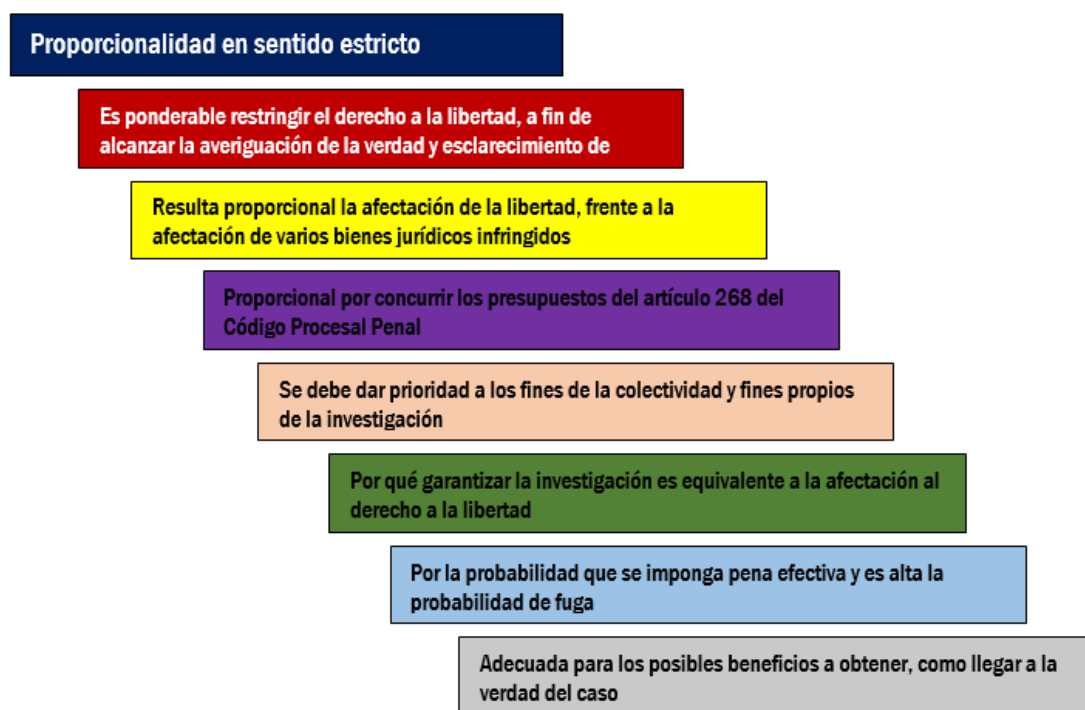 Proporcionalidad en sentido estricto
Es ponderable restringir el derecho a la libertad, a fin de
alcanzar la averiguación de la verdad y esclarecimiento de
Resulta proporcional la afectación de la libertad, frente a la
afectación de varios bienes jurídicos infringidos
Proporcional por concurrir los presupuestos del artículo 268 del
Código Procesal Penal
Se debe dar prioridad a los fines de la colectividad y fines propios
de la investigación
Por qué garantizar la investigación es equivalente a la afectación al
derecho a la libertad
Por la probabilidad que se imponga pena efectiva y es alta la
probabilidad de fuga
Adecuada para los posibles beneficios a obtener, como llegar a la
verdad del caso